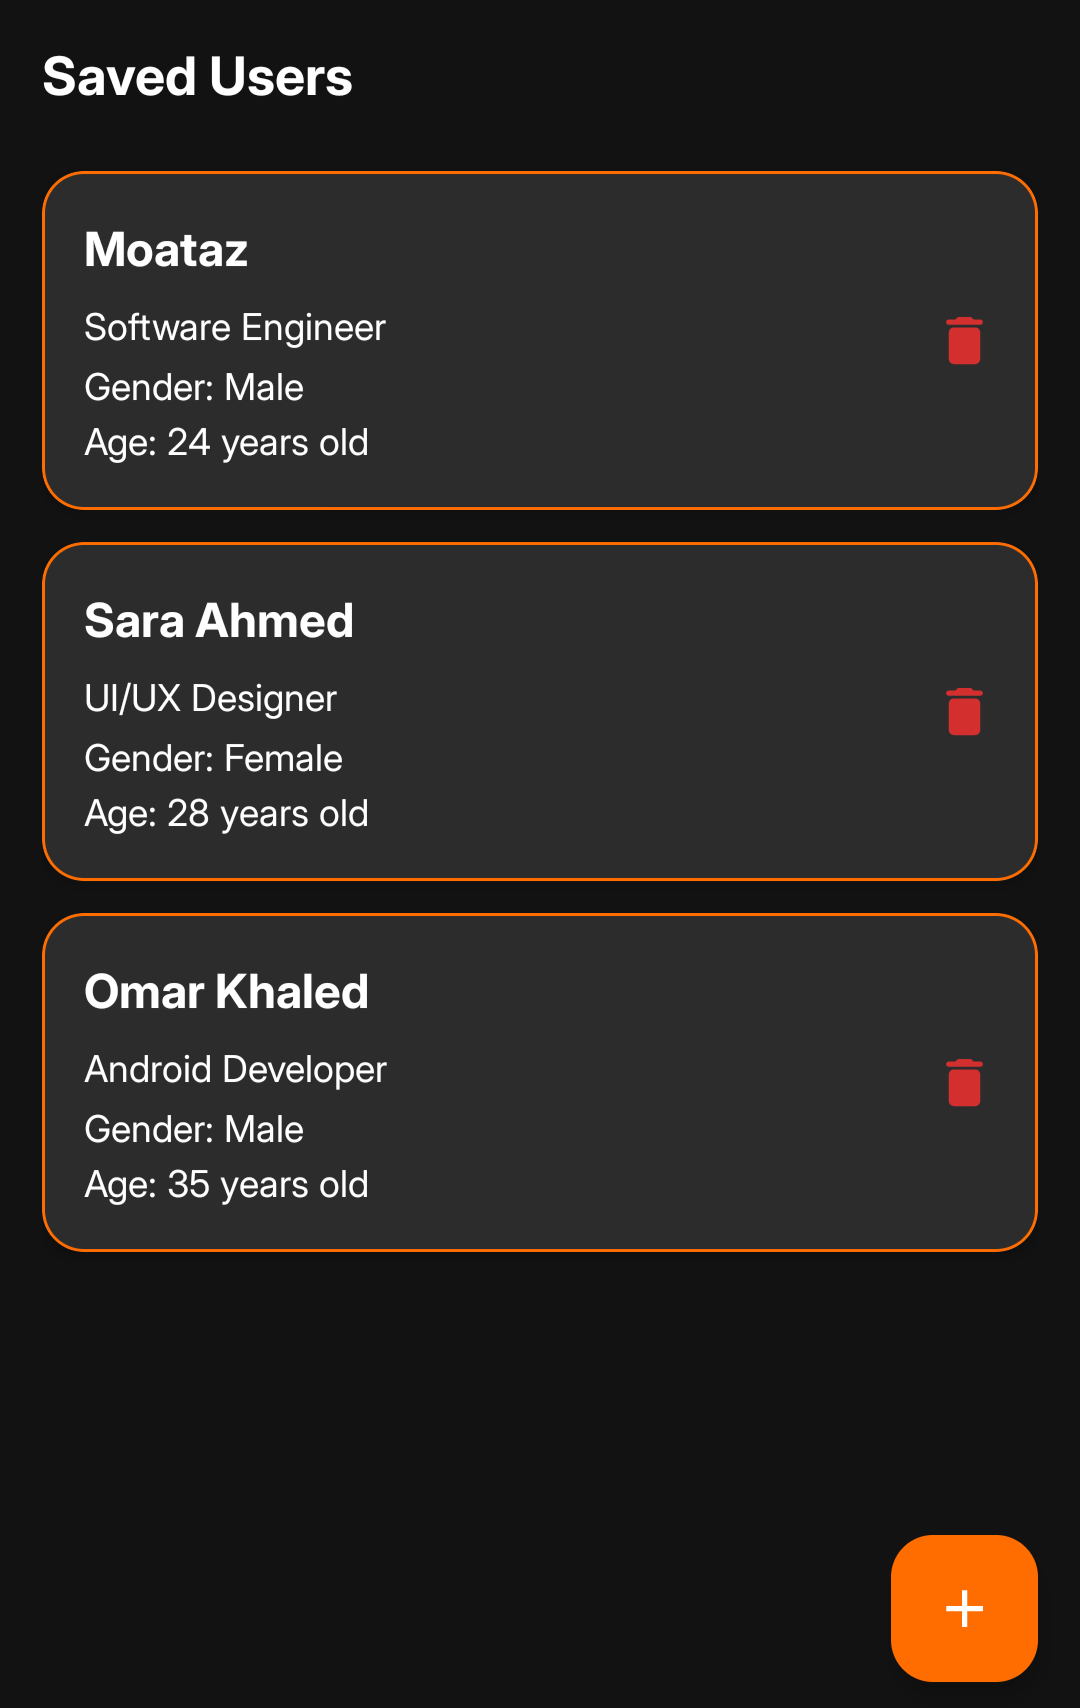 Saved Users
Moataz
Software Engineer
Gender: Male
Age: 24 years old
Sara Ahmed
UI/UX Designer
Gender: Female
Age: 28 years old
Omar Khaled
Android Developer
Gender: Male
Age: 35 years old